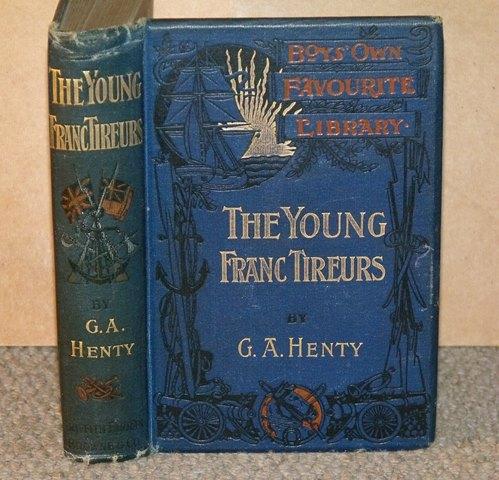 THE YOUNG
FRANC TIREURS
BY
G. A.
HENTY
BOYS' OWN
FAVOURITE
LIBRARY.
THE YOUNG
FRANC TIREURS
BY
G. A. HENTY